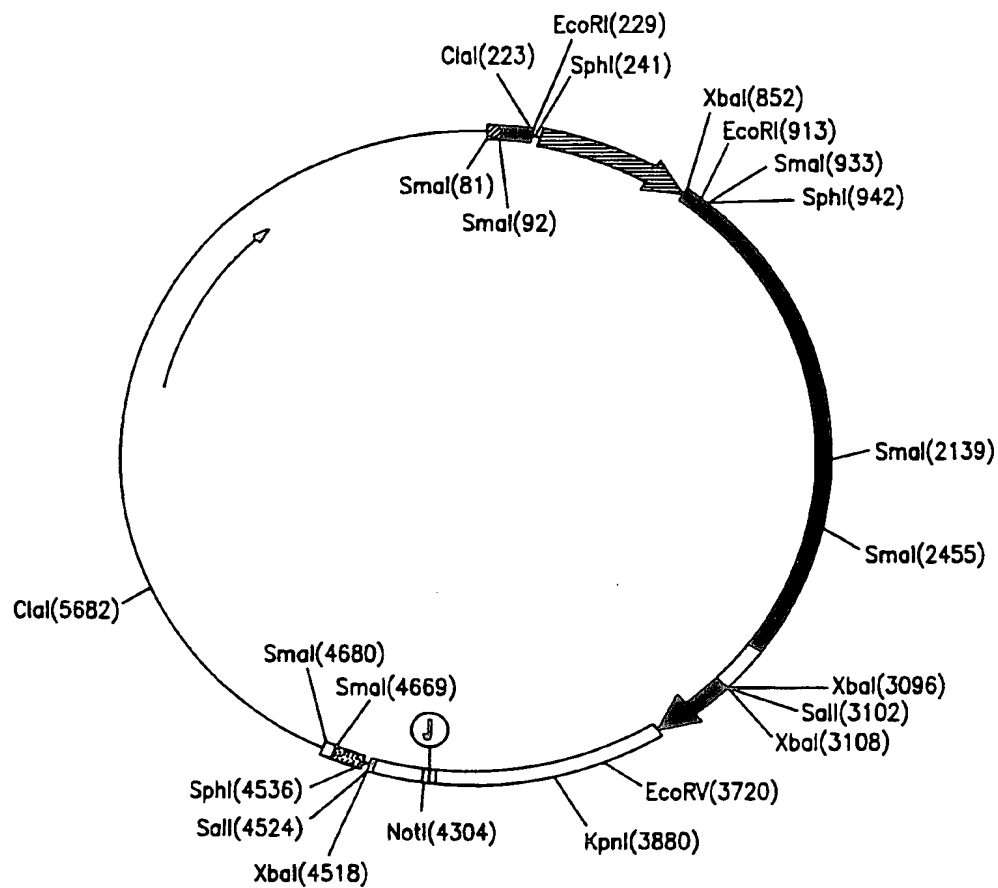 EcoRI(229)
ClaI(223)
SphI(241)
XbaI(852)
EcoRI(913)
SmaI(933)
SphI(942)
SmaI(81)
SmaI(92)
SmaI(2139)
SmaI(2455)
ClaI(5682)
SmaI(4680)
SmaI(4669)
XbaI(3096)
SalI(3102)
XbaI(3108)
J
SphI(4536)
EcoRV(3720)
SalI(4524)
NotI(4304)
KpnI(3880)
XbaI(4518)